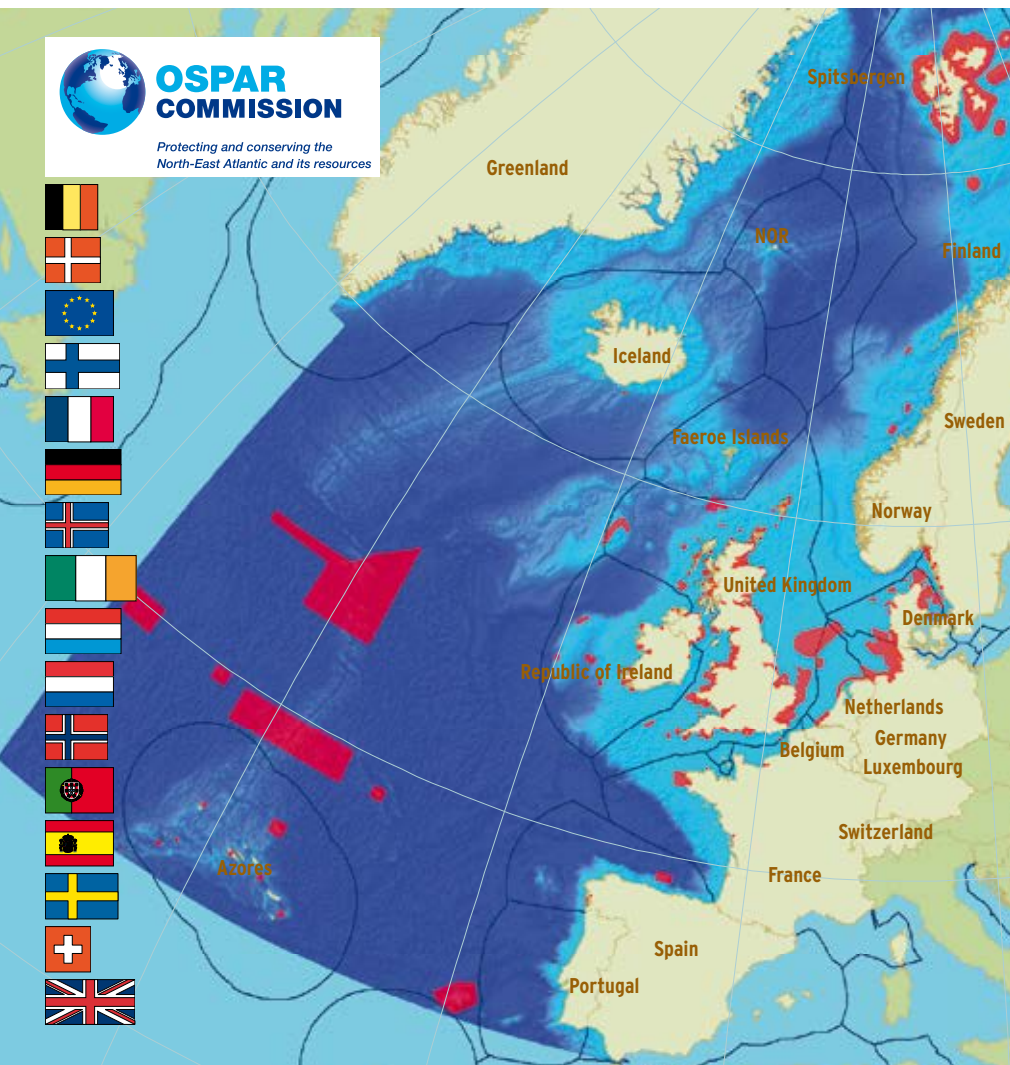 OSPAR
COMMISSION
Protecting and conserving the
North-East Atlantic and its resources
Spitsbergen
Greenland
NOR
Finland
Iceland
Sweden
Faeroe Islands
Norway
United Kingdom
Denmark
Republic of Ireland
Netherlands
Germany
Belgium
Luxembourg
Switzerland
Azores
France
Spain
Portugal